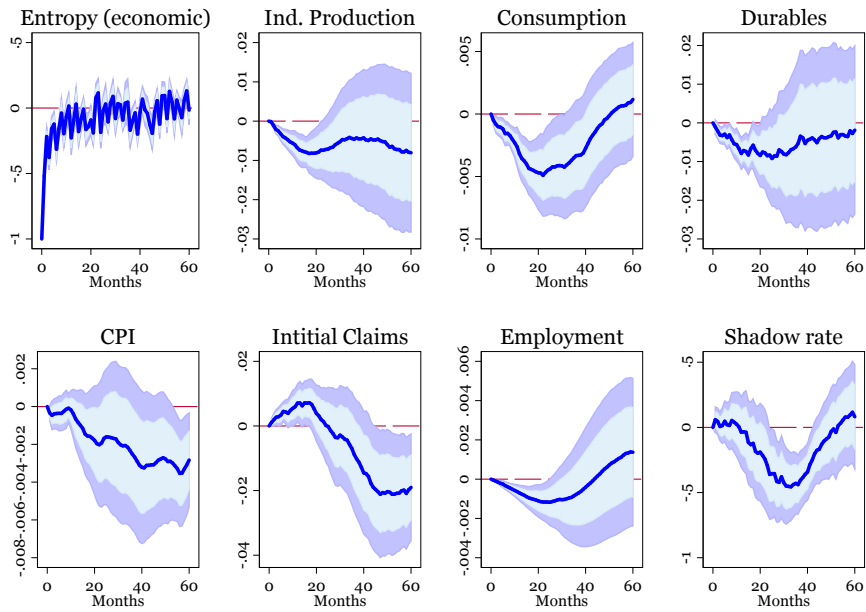 Entropy (economic) Ind. Production Consumption Durables
.5 .02 .005 .02
0 .01 0 .01
-.5 0 -.005 0
-1 -.01 -.01 -.01
-.02 -.02
-.03 -.03
0 20 40 60 0 20 40 60 0 20 40 60 0 20 40 60
Months Months Months Months
CPI Intitial Claims Employment Shadow rate
.002 .02 .006 .5
0 0 .004 0
-.002 -.02 .002 -.5
-.004 -.04 0 -1
-.006 -.002
-.008 -.004
0 20 40 60 0 20 40 60 0 20 40 60 0 20 40 60
Months Months Months Months